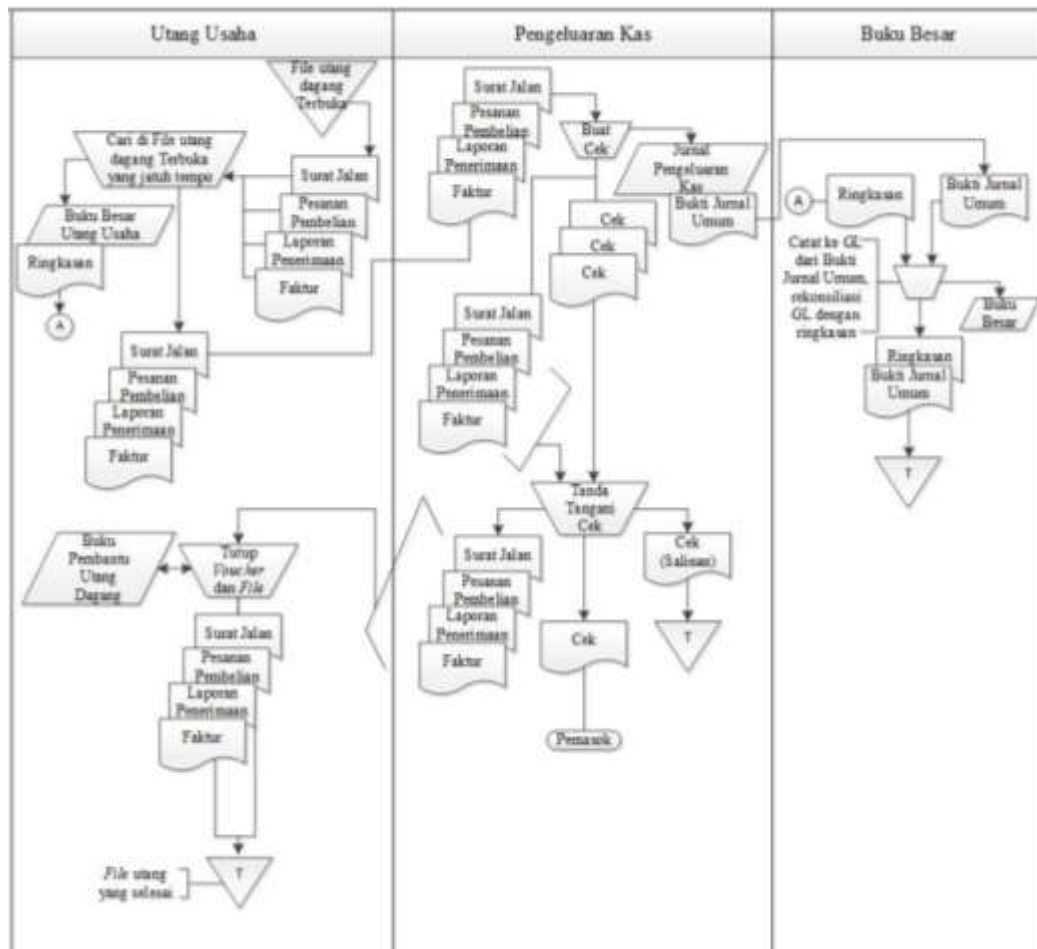 Utang Usaha
Pengeluaran Kas
Buku Besar
File utang
dagang
Terbuka
Cari di File utang
dagang Terbuka
yang jatuh tempo
Surat Jalan
Pesanan
Pembelian
Laporan
Penerimaan
Faktur
Buku Besar
Utang Usaha
Ringkasan
A
Surat Jalan
Pesanan
Pembelian
Laporan
Penerimaan
Faktur
Buku
Pembantu
Utang
Dagang
Tutup
Voucher
dan File
Surat Jalan
Pesanan
Pembelian
Laporan
Penerimaan
Faktur
T
File utang
yang selesai
Surat Jalan
Pesanan
Pembelian
Laporan
Penerimaan
Faktur
Buat
Cek
Jurnal
Pengeluaran
Kas
Bukti Jurnal
Umum
Cek
Cek
Cek
Surat Jalan
Pesanan
Pembelian
Laporan
Penerimaan
Faktur
Tanda
Tangani
Cek
Surat Jalan
Pesanan
Pembelian
Laporan
Penerimaan
Faktur
Cek
Cek
(Salinan)
T
Pemasok
A
Ringkasan
Bukti Jurnal
Umum
Catat ke GL
dari Bukti
Jurnal Umum,
rekonsiliasi
GL dengan
ringkasan
Buku
Besar
Ringkasan
Bukti Jurnal
Umum
T